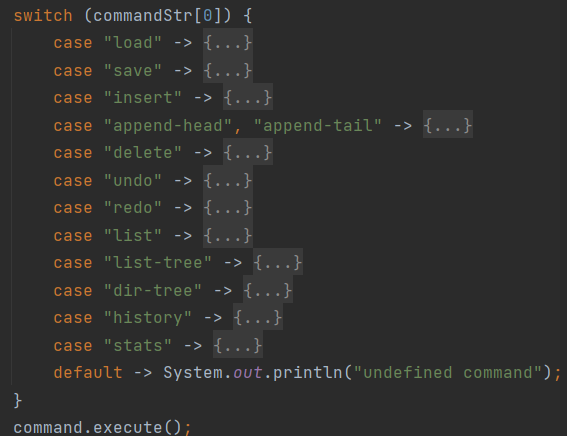 switch (commandStr[0]) {
    case "load" -> {...}
    case "save" -> {...}
    case "insert" -> {...}
    case "append-head", "append-tail" -> {...}
    case "delete" -> {...}
    case "undo" -> {...}
    case "redo" -> {...}
    case "list" -> {...}
    case "list-tree" -> {...}
    case "dir-tree" -> {...}
    case "history" -> {...}
    case "stats" -> {...}
    default -> System.out.println("undefined command");
}
command.execute();